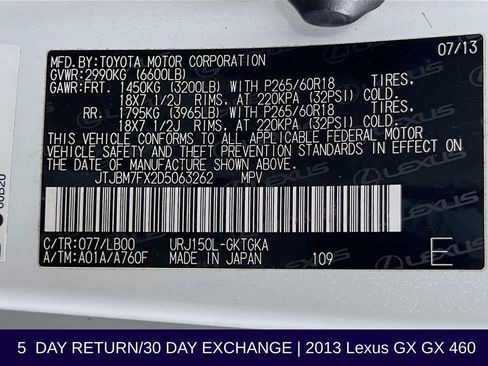 MFD.BY:TOYOTA MOTOR CORPORATION 07/13
GVWR:2990KG (6600LB)
GAWR:FRT. 1450KG (3200LB) WITH P265/60R18 TIRES,
18X7 1/2J RIMS, AT 220KPA (32PSI) COLD.
RR. 1795KG (3965LB) WITH P265/60R18 TIRES,
18X7 1/2J RIMS, AT 220KPA (32PSI) COLD.
THIS VEHICLE CONFORMS TO ALL APPLICABLE FEDERAL MOTOR
VEHICLE SAFETY AND THEFT PREVENTION STANDARDS IN EFFECT
ON THE DATE OF MANUFACTURE SHOWN ABOVE.
JTJBM7FX2D5063262 MPV
C/TR:077/LB00 URJ150L-GKTGKA
A/TM:A01A/A760F MADE IN JAPAN 109 E
LEXUS
5 DAY RETURN/30 DAY EXCHANGE | 2013 Lexus GX GX 460